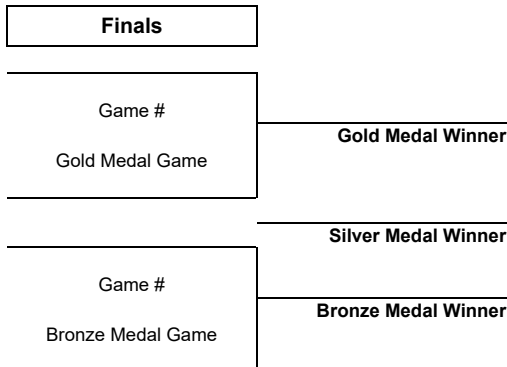 Finals
Game #
Gold Medal Winner
Gold Medal Game
Silver Medal Winner
Game #
Bronze Medal Winner
Bronze Medal Game